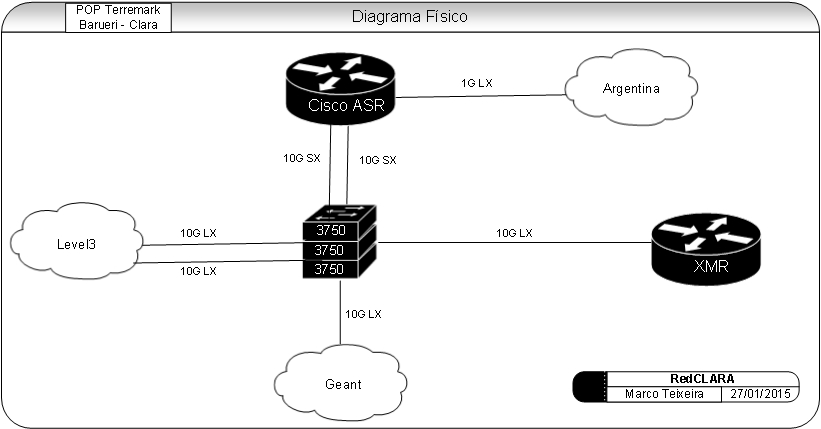 POP Terremark
Barueri - Clara
Diagrama Físico
Cisco ASR
1G LX
Argentina
10G SX
10G SX
3750
3750
3750
Level3
10G LX
10G LX
10G LX
XMR
10G LX
Geant
RedCLARA
Marco Teixeira
27/01/2015